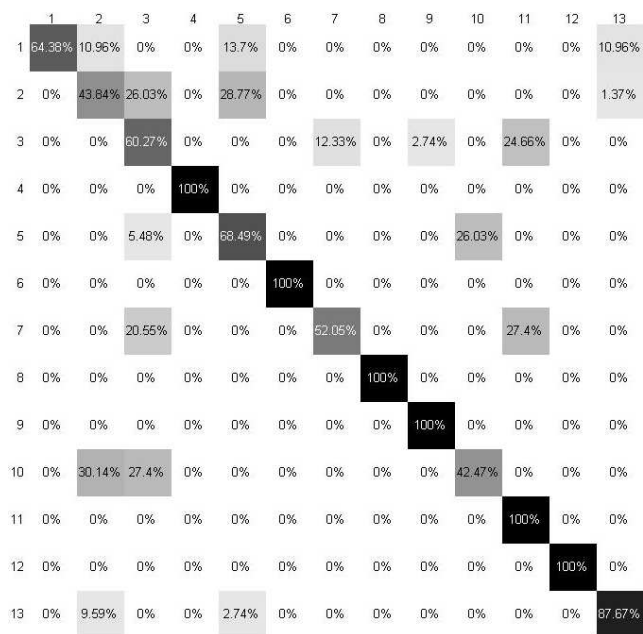 1 2 3 4 5 6 7 8 9 10 11 12 13
1 64.38% 10.96% 0% 0% 13.7% 0% 0% 0% 0% 0% 0% 0% 10.96%
2 0% 43.84% 26.03% 0% 28.77% 0% 0% 0% 0% 0% 0% 0% 1.37%
3 0% 0% 60.27% 0% 0% 0% 12.33% 0% 2.74% 0% 24.66% 0% 0%
4 0% 0% 0% 100% 0% 0% 0% 0% 0% 0% 0% 0% 0%
5 0% 0% 5.48% 0% 68.49% 0% 0% 0% 0% 26.03% 0% 0% 0%
6 0% 0% 0% 0% 0% 100% 0% 0% 0% 0% 0% 0% 0%
7 0% 0% 20.55% 0% 0% 0% 52.05% 0% 0% 0% 27.4% 0% 0%
8 0% 0% 0% 0% 0% 0% 0% 100% 0% 0% 0% 0% 0%
9 0% 0% 0% 0% 0% 0% 0% 0% 100% 0% 0% 0% 0%
10 0% 30.14% 27.4% 0% 0% 0% 0% 0% 0% 42.47% 0% 0% 0%
11 0% 0% 0% 0% 0% 0% 0% 0% 0% 0% 100% 0% 0%
12 0% 0% 0% 0% 0% 0% 0% 0% 0% 0% 0% 100% 0%
13 0% 9.59% 0% 0% 2.74% 0% 0% 0% 0% 0% 0% 0% 87.67%